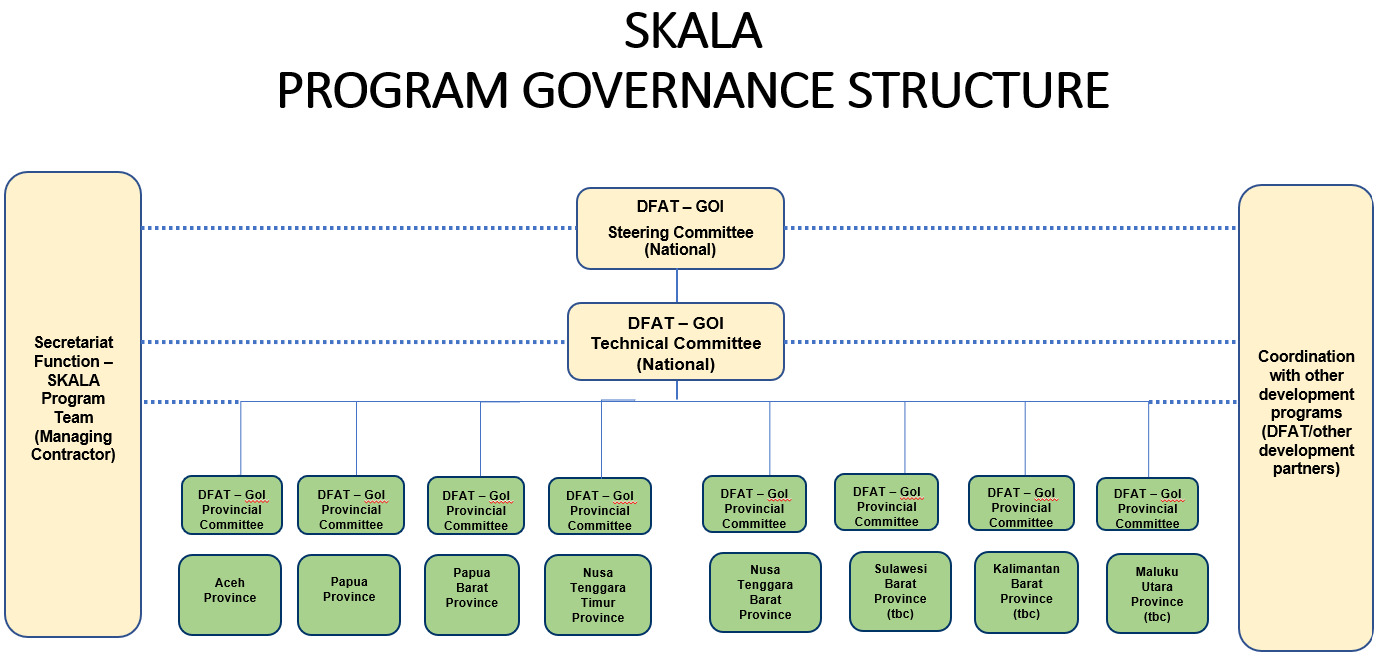 SKALA
PROGRAM GOVERNANCE STRUCTURE
DFAT – GOI
Steering Committee
(National)
DFAT – GOI
Technical Committee
(National)
Secretariat
Function –
SKALA
Program
Team
(Managing
Contractor)
Coordination
with other
development
programs
(DFAT/other
development
partners)
DFAT – GoI
Provincial
Committee
DFAT – GoI
Provincial
Committee
DFAT – GoI
Provincial
Committee
DFAT – GoI
Provincial
Committee
DFAT – GoI
Provincial
Committee
DFAT – GoI
Provincial
Committee
DFAT – GoI
Provincial
Committee
DFAT – GoI
Provincial
Committee
Aceh
Province
Papua
Province
Papua
Barat
Province
Nusa
Tenggara
Timur
Province
Nusa
Tenggara
Barat
Province
Sulawesi
Barat
Province
(tbc)
Kalimantan
Barat
Province
(tbc)
Maluku
Utara
Province
(tbc)